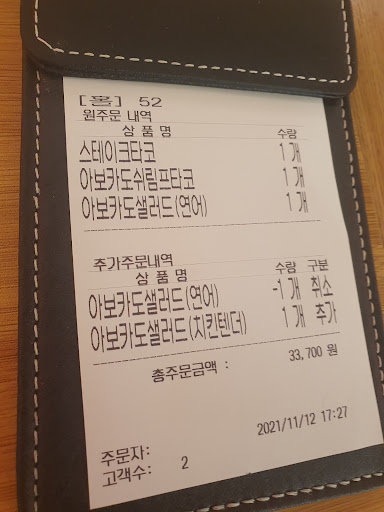 [홀] 52
원주문 내역
상 품 명 수량
스테이크타코 1 개
아보카도쉬림프타코 1 개
아보카도샐러드(연어) 1 개
추가주문내역
상 품 명 수량 구분
아보카도샐러드(연어) -1 개 취소
아보카도샐러드(치킨텐더) 1 개 추가
총주문금액 : 33,700 원
2021/11/12 17:27
주문자:
고객수: 2